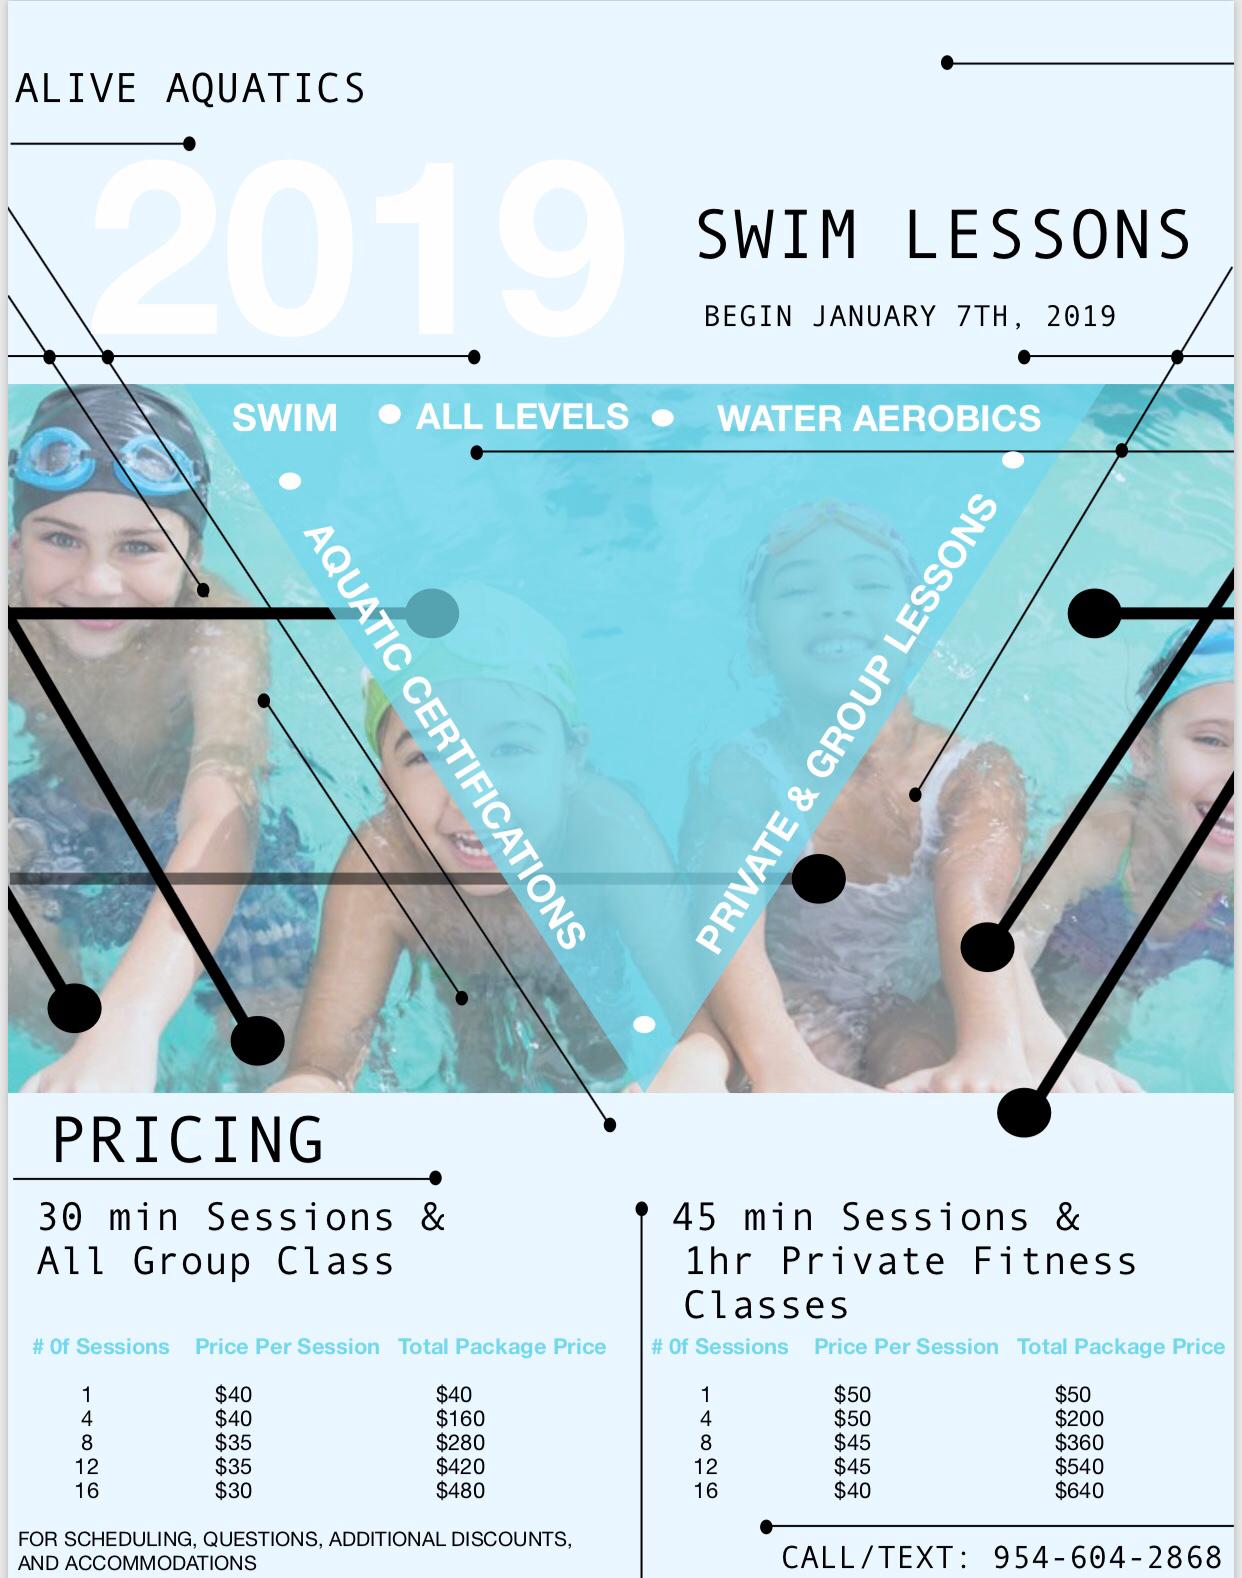 ALIVE AQUATICS
2019
SWIM LESSONS
BEGIN JANUARY 7TH, 2019
SWIM • ALL LEVELS • WATER AEROBICS
AQUATIC CERTIFICATIONS
PRIVATE & GROUP LESSONS
PRICING
30 min Sessions &
All Group Class
# 0f Sessions Price Per Session Total Package Price
1 $40 $40
4 $40 $160
8 $35 $280
12 $35 $420
16 $30 $480
FOR SCHEDULING, QUESTIONS, ADDITIONAL DISCOUNTS,
AND ACCOMMODATIONS
45 min Sessions &
1hr Private Fitness
Classes
# 0f Sessions Price Per Session Total Package Price
1 $50 $50
4 $50 $200
8 $45 $360
12 $45 $540
16 $40 $640
CALL/TEXT: 954-604-2868